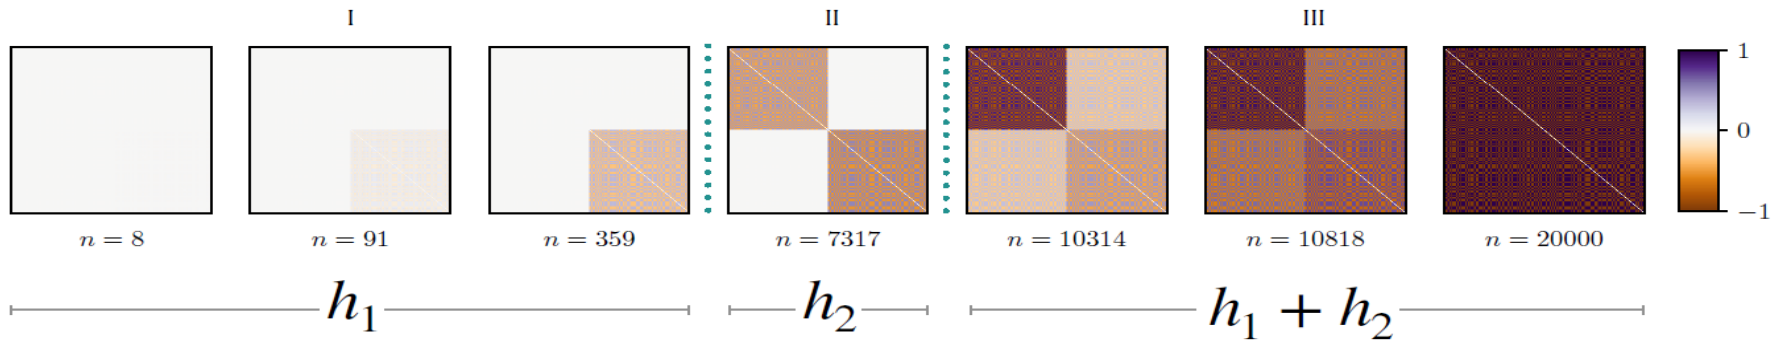 I II III
1
0
−1
n = 8 n = 91 n = 359 n = 7317 n = 10314 n = 10818 n = 20000
h₁ h₂ h₁ + h₂